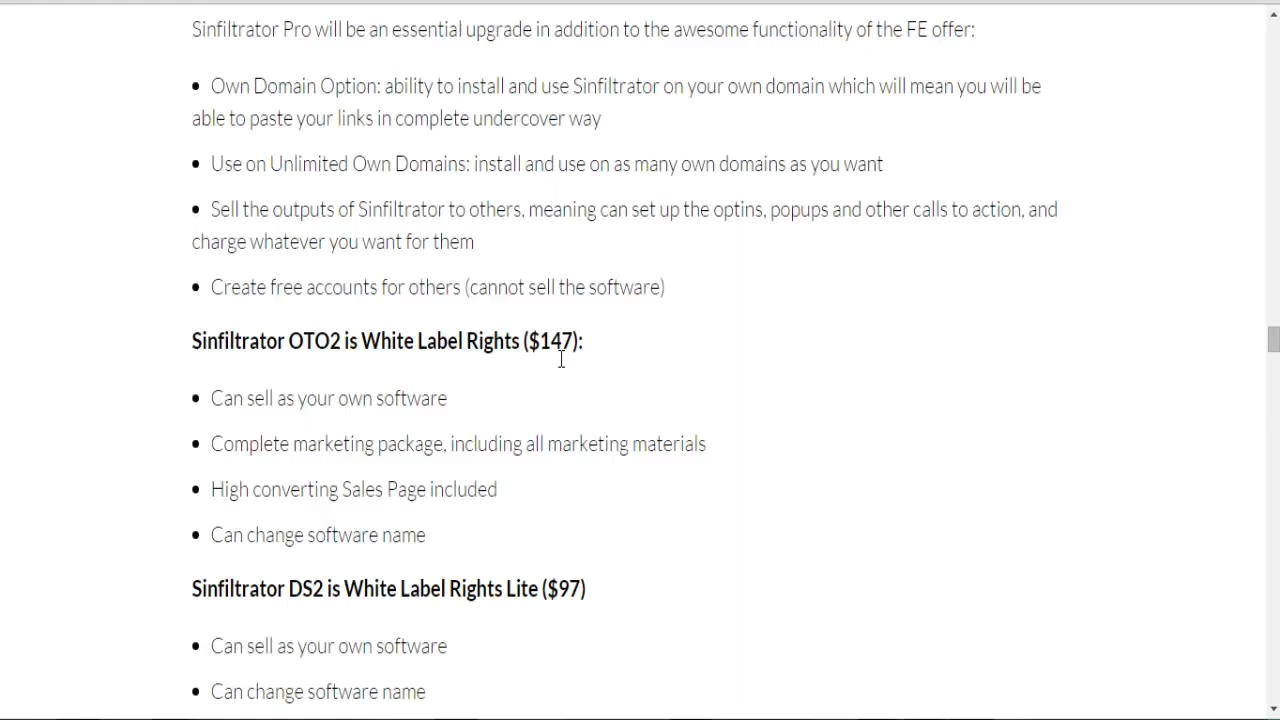 Sinfiltrator Pro will be an essential upgrade in addition to the awesome functionality of the FE offer:
• Own Domain Option: ability to install and use Sinfiltrator on your own domain which will mean you will be
able to paste your links in complete undercover way
• Use on Unlimited Own Domains: install and use on as many own domains as you want
• Sell the outputs of Sinfiltrator to others, meaning can set up the optins, popups and other calls to action, and
charge whatever you want for them
• Create free accounts for others (cannot sell the software)
Sinfiltrator OTO2 is White Label Rights ($147):
• Can sell as your own software
• Complete marketing package, including all marketing materials
• High converting Sales Page included
• Can change software name
Sinfiltrator DS2 is White Label Rights Lite ($97)
• Can sell as your own software
• Can change software name